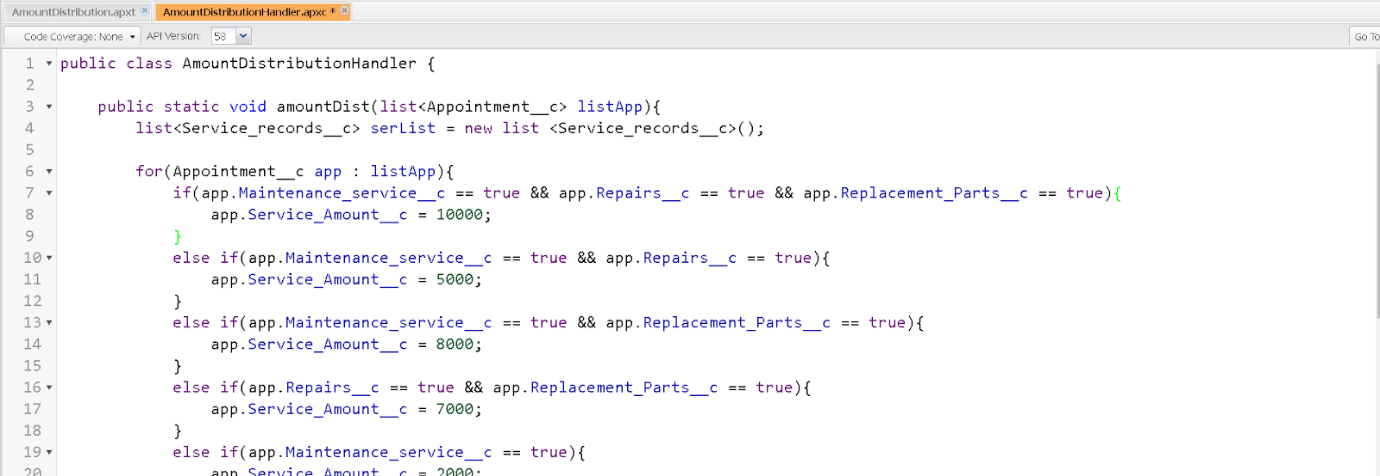 AmountDistribution.apxt AmountDistributionHandler.apxc *
Code Coverage: None API Version: 58 Go To
1 public class AmountDistributionHandler {
2
3 public static void amountDist(list<Appointment__c> listApp){
4 list<Service_records__c> serList = new list <Service_records__c>();
5
6 for(Appointment__c app : listApp){
7 if(app.Maintenance_service__c == true && app.Repairs__c == true && app.Replacement_Parts__c == true){
8 app.Service_Amount__c = 10000;
9 }
10 else if(app.Maintenance_service__c == true && app.Repairs__c == true){
11 app.Service_Amount__c = 5000;
12 }
13 else if(app.Maintenance_service__c == true && app.Replacement_Parts__c == true){
14 app.Service_Amount__c = 8000;
15 }
16 else if(app.Repairs__c == true && app.Replacement_Parts__c == true){
17 app.Service_Amount__c = 7000;
18 }
19 else if(app.Maintenance_service__c == true){
20 app.Service_Amount__c = 2000;